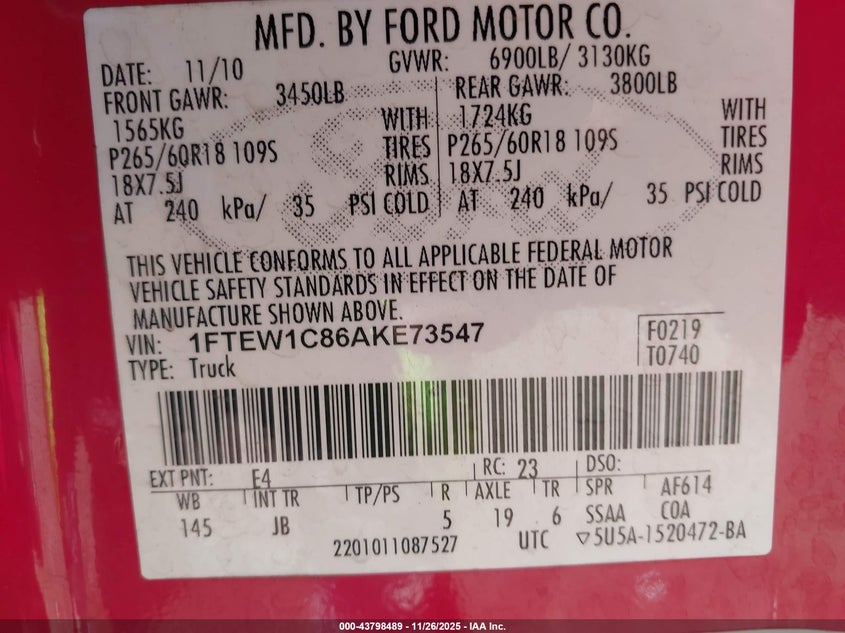 MFD. BY FORD MOTOR CO.
DATE: 11/10 GVWR: 6900LB/ 3130KG
FRONT GAWR: 3450LB REAR GAWR: 3800LB
1565KG WITH 1724KG WITH
P265/60R18 109S TIRES P265/60R18 109S TIRES
18X7.5J RIMS 18X7.5J RIMS
AT 240 kPa/ 35 PSI COLD AT 240 kPa/ 35 PSI COLD
THIS VEHICLE CONFORMS TO ALL APPLICABLE FEDERAL MOTOR
VEHICLE SAFETY STANDARDS IN EFFECT ON THE DATE OF
MANUFACTURE SHOWN ABOVE.
VIN: 1FTEW1C86AKE73547 F0219
TYPE: Truck T0740
EXT PNT: E4 RC: 23 DSO:
WB INT TR TP/PS R AXLE TR SPR AF614
145 JB 5 19 6 SSAA COA
2201011087527 UTC ▽5U5A-1520472-BA
000-43798489 - 11/26/2025 - IAA Inc.